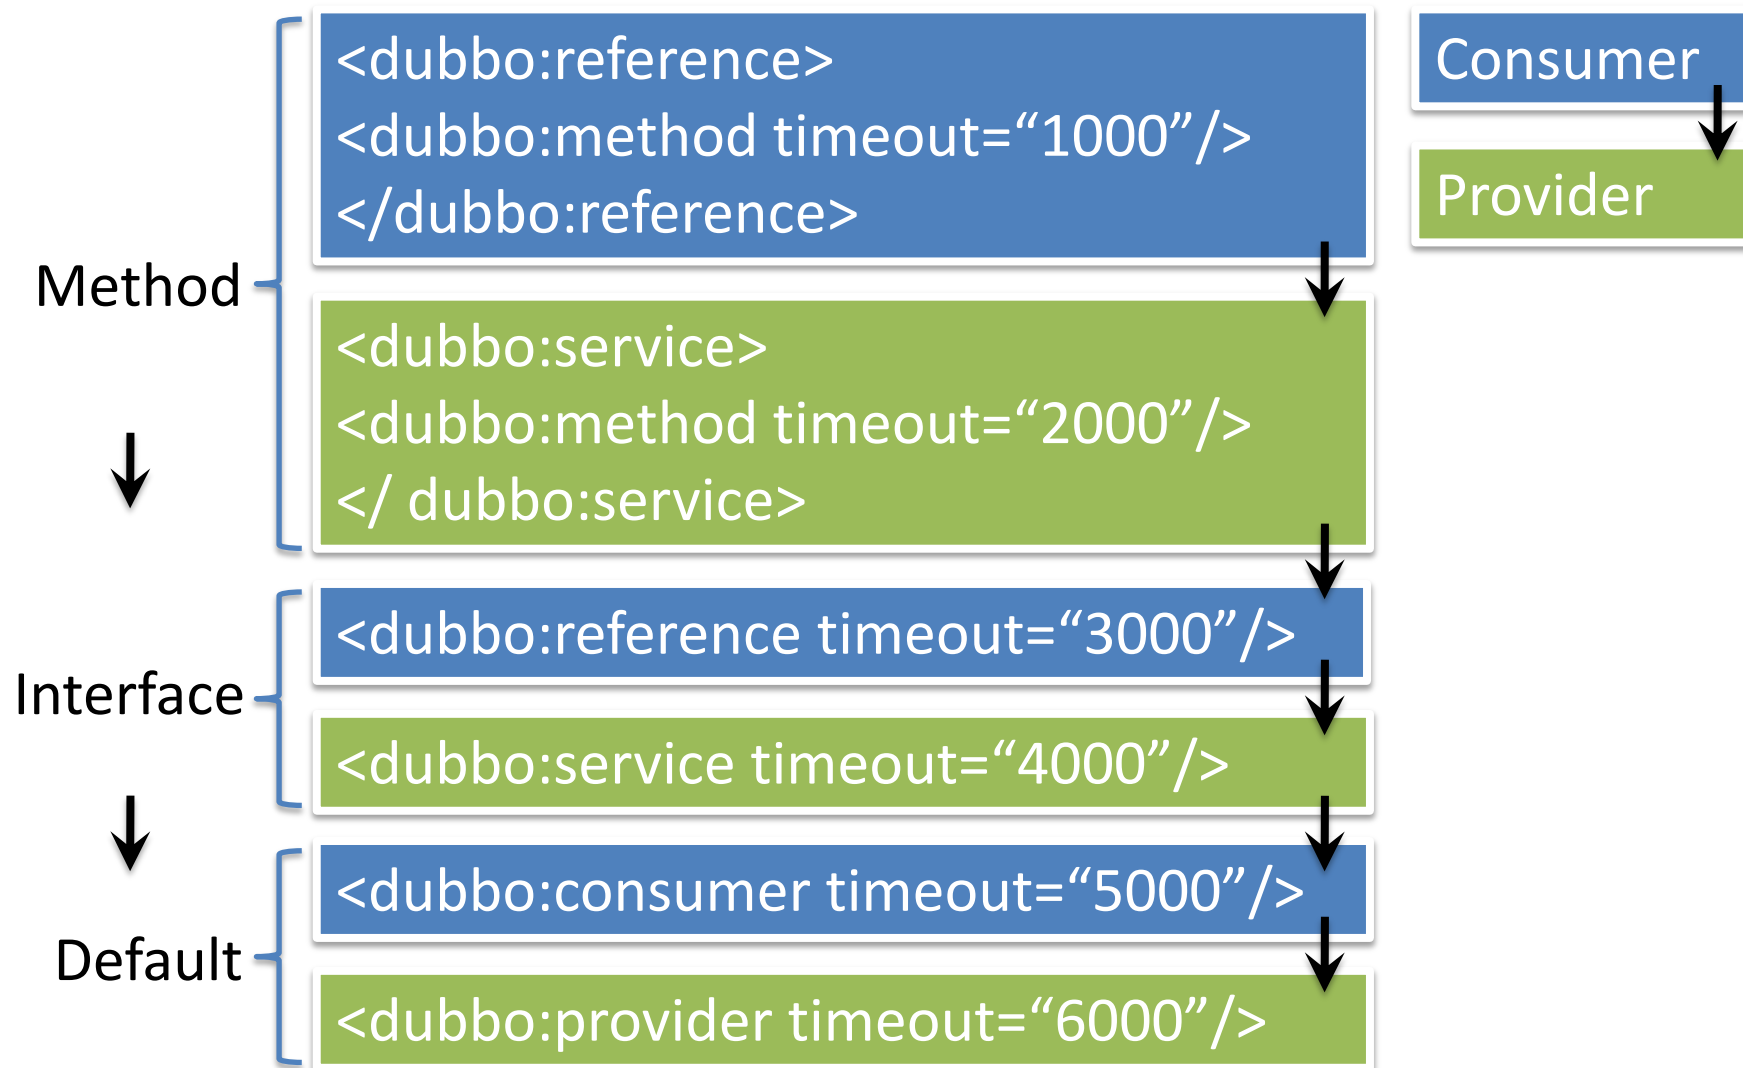 <dubbo:reference>
<dubbo:method timeout=“1000”/>
</dubbo:reference>
Consumer
Provider
Method
<dubbo:service>
<dubbo:method timeout=“2000”/>
</ dubbo:service>
Interface
<dubbo:reference timeout=“3000”/>
<dubbo:service timeout=“4000”/>
Default
<dubbo:consumer timeout=“5000”/>
<dubbo:provider timeout=“6000”/>